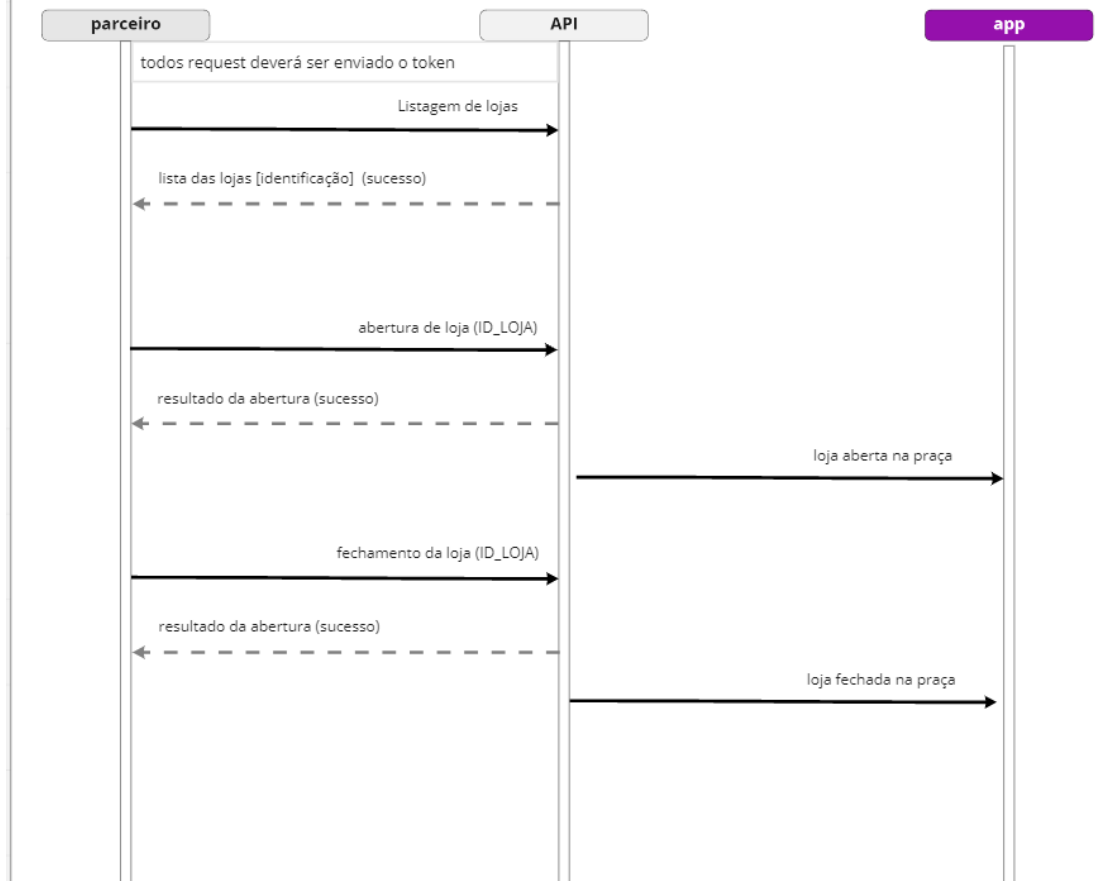 parceiro
API
app
todos request deverá ser enviado o token
Listagem de lojas
lista das lojas [identificação]  (sucesso)
abertura de loja (ID_LOJA)
resultado da abertura (sucesso)
loja aberta na praça
fechamento da loja (ID_LOJA)
resultado da abertura (sucesso)
loja fechada na praça